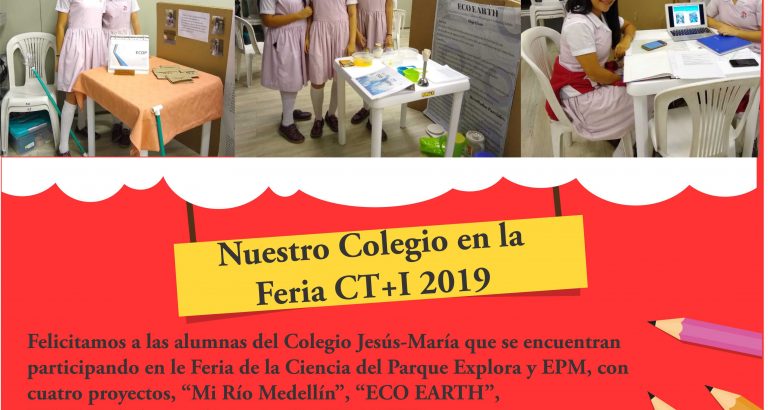 ECOP
ECO EARTH
Nuestro Colegio en la
Feria CT+I 2019
Felicitamos a las alumnas del Colegio Jesús-María que se encuentran
participando en le Feria de la Ciencia del Parque Explora y EPM, con
cuatro proyectos, “Mi Río Medellín”, “ECO EARTH”,